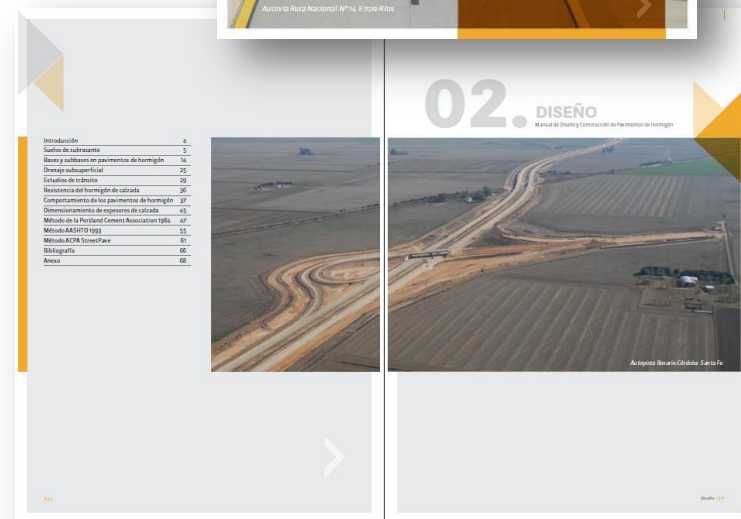 Autovía Ruta Nacional Nº14. Entre Ríos.
02. DISEÑO
Manual de Diseño y Construcción de Pavimentos de Hormigón
Introducción 4
Suelos de subrasante 5
Bases y subbases en pavimentos de hormigón 14
Drenaje subsuperficial 25
Estudios de tránsito 29
Resistencia del hormigón de calzada 36
Comportamiento de los pavimentos de hormigón 37
Dimensionamiento de espesores de calzada 45
Método de la Portland Cement Association 1984 47
Método AASHTO 1993 55
Método ACPA StreetPave 61
Bibliografía 66
Anexo 68
Autopista Rosario-Córdoba. Santa Fe.
Diseño